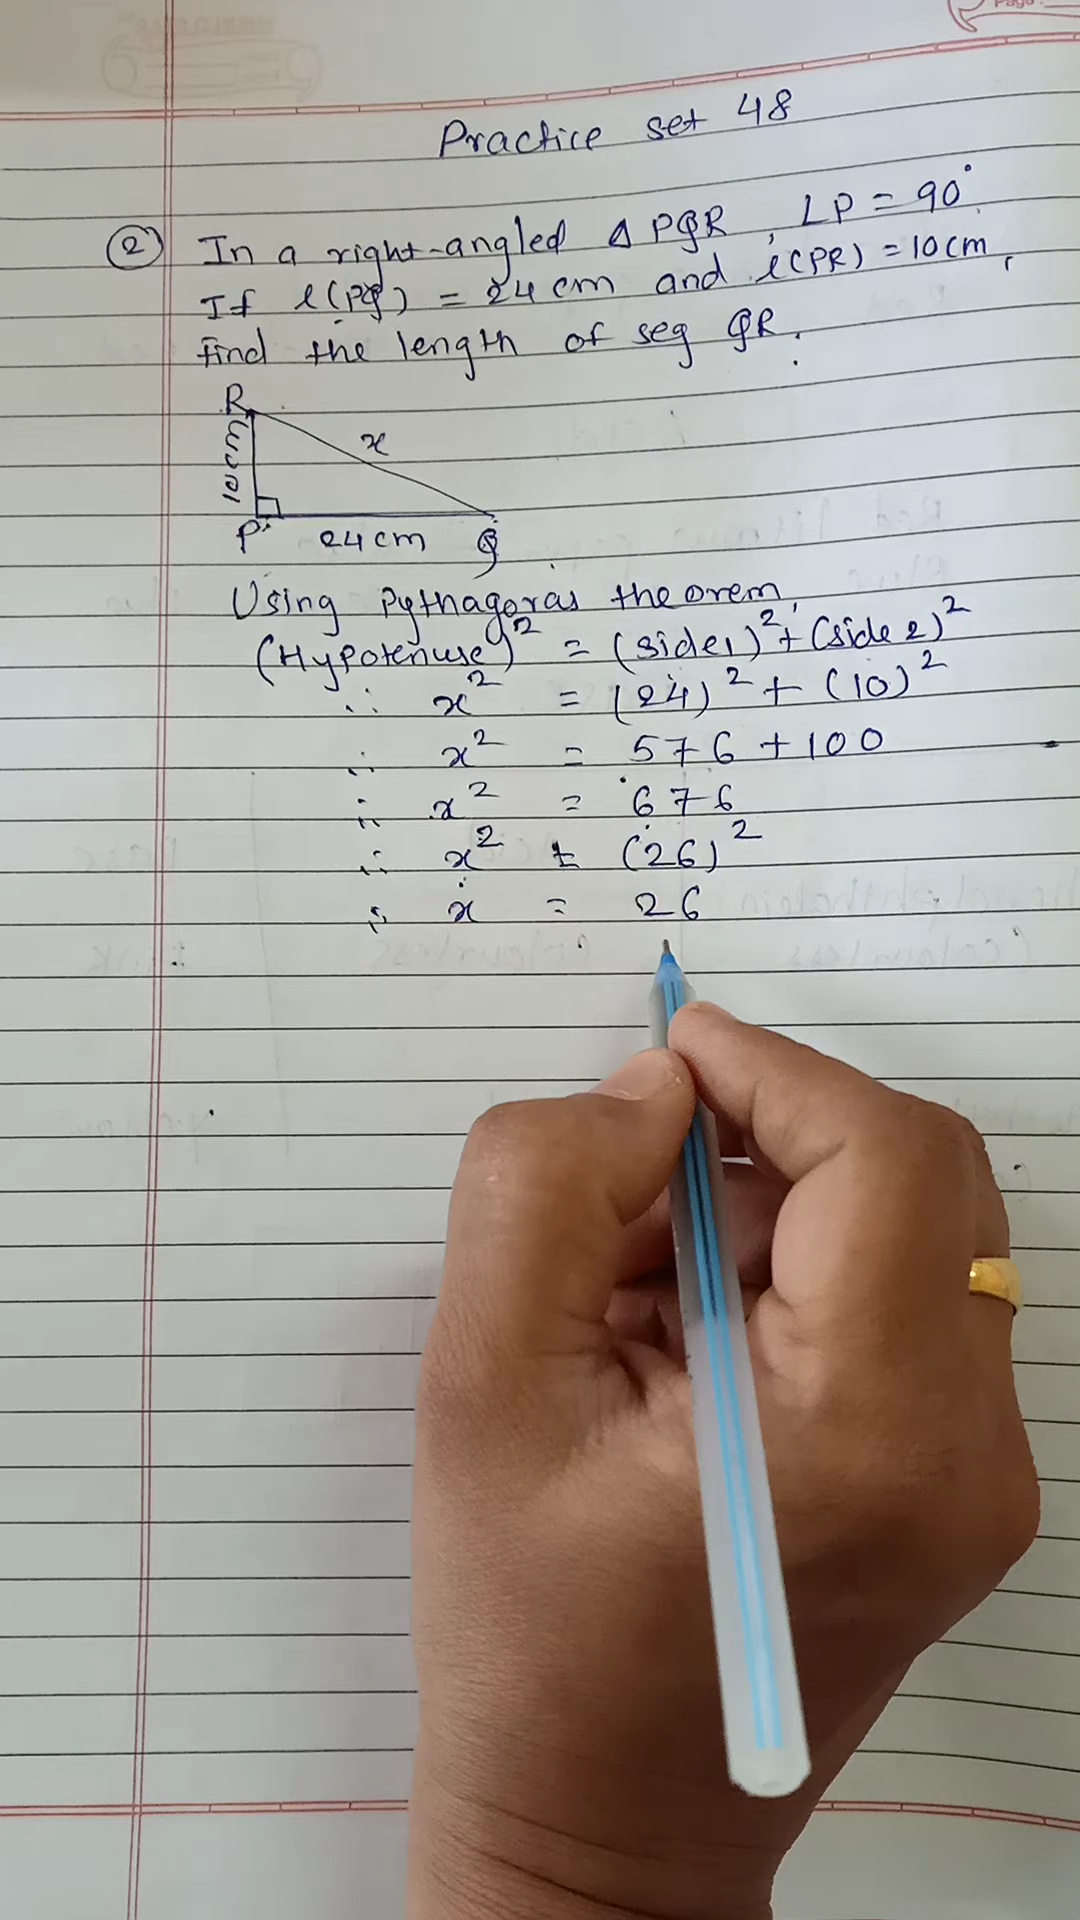 Practice set 48
(2) In a right-angled △PQR, ∠P = 90°.
If l(PQ) = 24 cm and l(PR) = 10 cm,
find the length of seg QR.
R
10cm
x
P
24 cm
Q
Using Pythagoras theorem,
(Hypotenuse)² = (side1)² + (side 2)²
∴ x² = (24)² + (10)²
∴ x² = 576 + 100
∴ x² = 676
∴ x² = (26)²
∴ x = 26